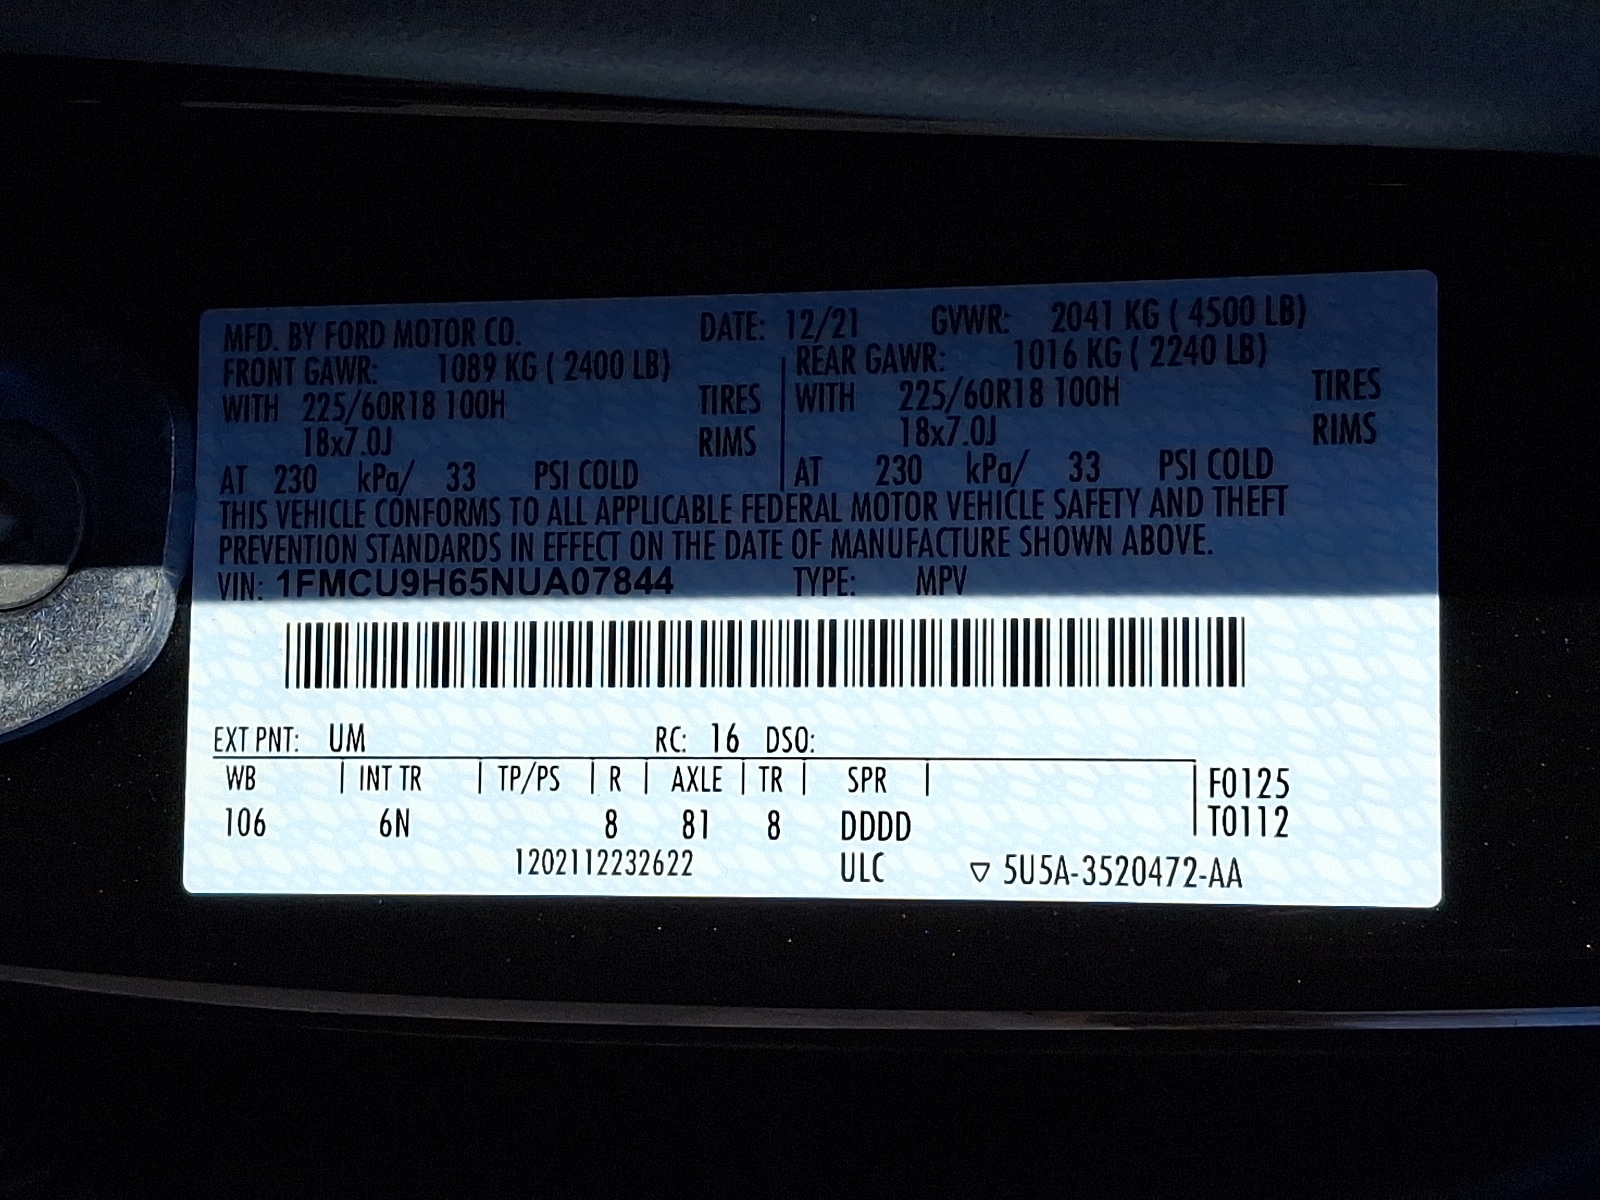 MFD. BY FORD MOTOR CO. DATE: 12/21 GVWR: 2041 KG ( 4500 LB)
FRONT GAWR: 1089 KG ( 2400 LB) REAR GAWR: 1016 KG ( 2240 LB)
WITH 225/60R18 100H TIRES WITH 225/60R18 100H TIRES
18x7.0J RIMS 18x7.0J RIMS
AT 230 kPa/ 33 PSI COLD AT 230 kPa/ 33 PSI COLD
THIS VEHICLE CONFORMS TO ALL APPLICABLE FEDERAL MOTOR VEHICLE SAFETY AND THEFT
PREVENTION STANDARDS IN EFFECT ON THE DATE OF MANUFACTURE SHOWN ABOVE.
VIN: 1FMCU9H65NUA07844 TYPE: MPV
EXT PNT: UM RC: 16 DSO:
WB | INT TR | TP/PS | R | AXLE | TR | SPR | F0125
106 6N 8 81 8 DDDD T0112
1202112232622 ULC ▽ 5U5A-3520472-AA